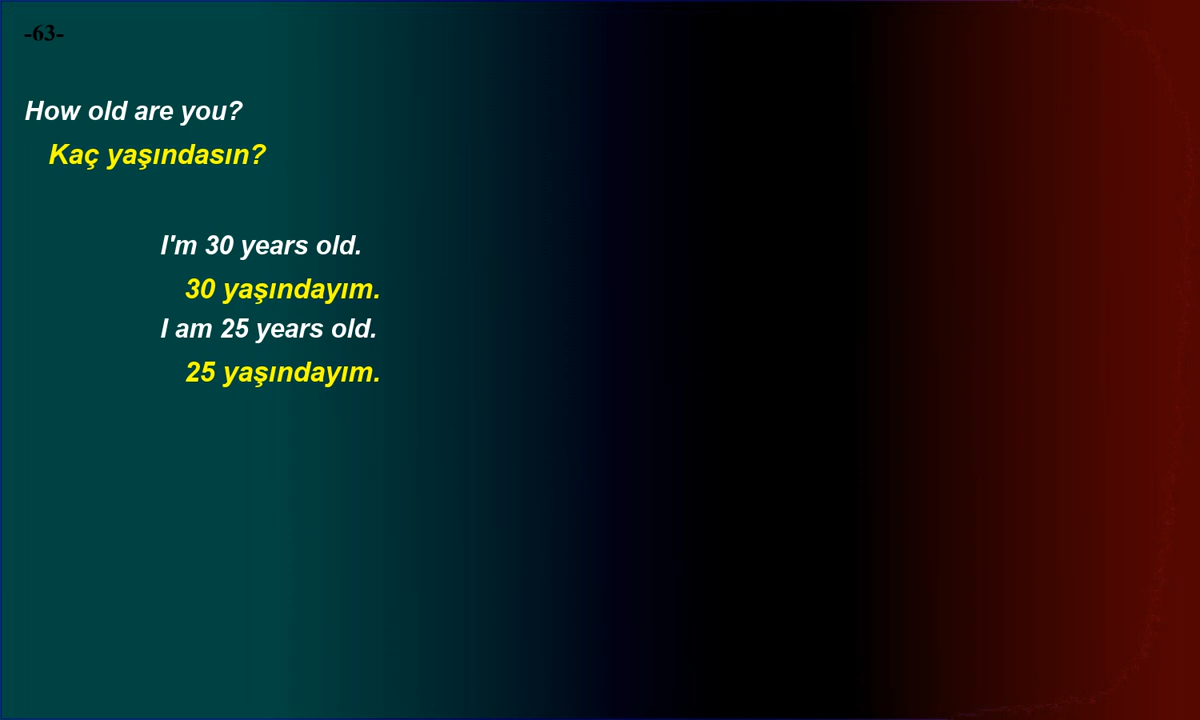 -63-
How old are you?
Kaç yaşındasın?
I'm 30 years old.
30 yaşındayım.
I am 25 years old.
25 yaşındayım.